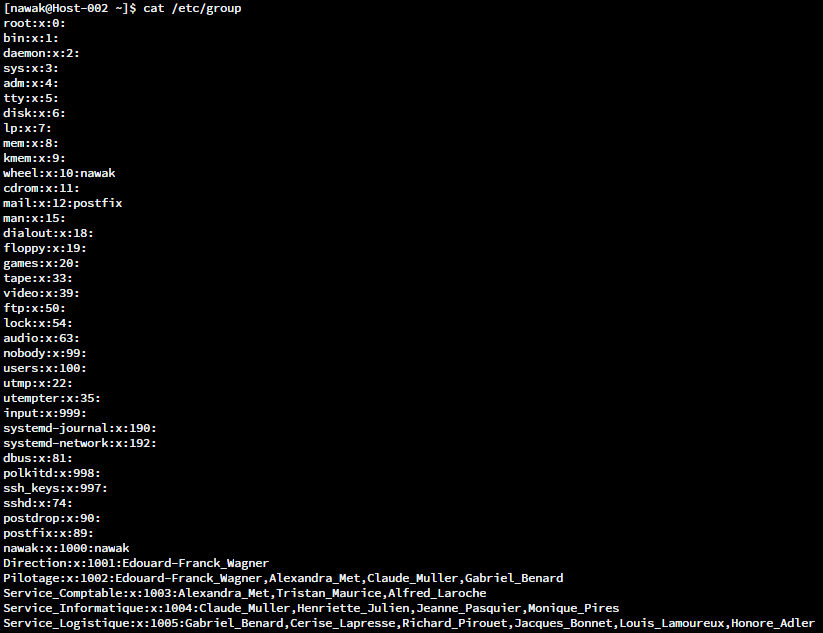 [nawak@Host-002 ~]$ cat /etc/group
root:x:0:
bin:x:1:
daemon:x:2:
sys:x:3:
adm:x:4:
tty:x:5:
disk:x:6:
lp:x:7:
mem:x:8:
kmem:x:9:
wheel:x:10:nawak
cdrom:x:11:
mail:x:12:postfix
man:x:15:
dialout:x:18:
floppy:x:19:
games:x:20:
tape:x:33:
video:x:39:
ftp:x:50:
lock:x:54:
audio:x:63:
nobody:x:99:
users:x:100:
utmp:x:22:
utempter:x:35:
input:x:999:
systemd-journal:x:190:
systemd-network:x:192:
dbus:x:81:
polkitd:x:998:
ssh_keys:x:997:
sshd:x:74:
postdrop:x:90:
postfix:x:89:
nawak:x:1000:nawak
Direction:x:1001:Edouard-Franck_Wagner
Pilotage:x:1002:Edouard-Franck_Wagner,Alexandra_Met,Claude_Muller,Gabriel_Benard
Service_Comptable:x:1003:Alexandra_Met,Tristan_Maurice,Alfred_Laroche
Service_Informatique:x:1004:Claude_Muller,Henriette_Julien,Jeanne_Pasquier,Monique_Pires
Service_Logistique:x:1005:Gabriel_Benard,Cerise_Lapresse,Richard_Pirouet,Jacques_Bonnet,Louis_Lamoureux,Honore_Adler